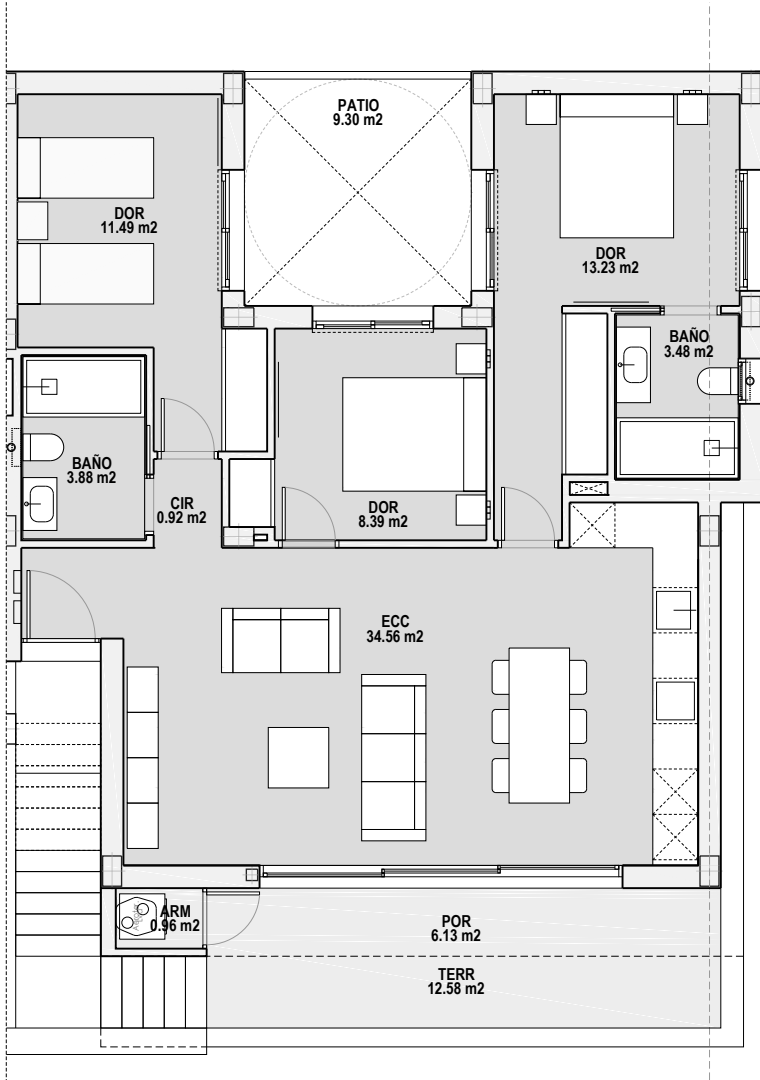 PATIO
9.30 m2
DOR
11.49 m2
DOR
13.23 m2
BAÑO
3.48 m2
BAÑO
3.88 m2
CIR
0.92 m2
DOR
8.39 m2
ECC
34.56 m2
ARM
0.96 m2
POR
6.13 m2
TERR
12.58 m2